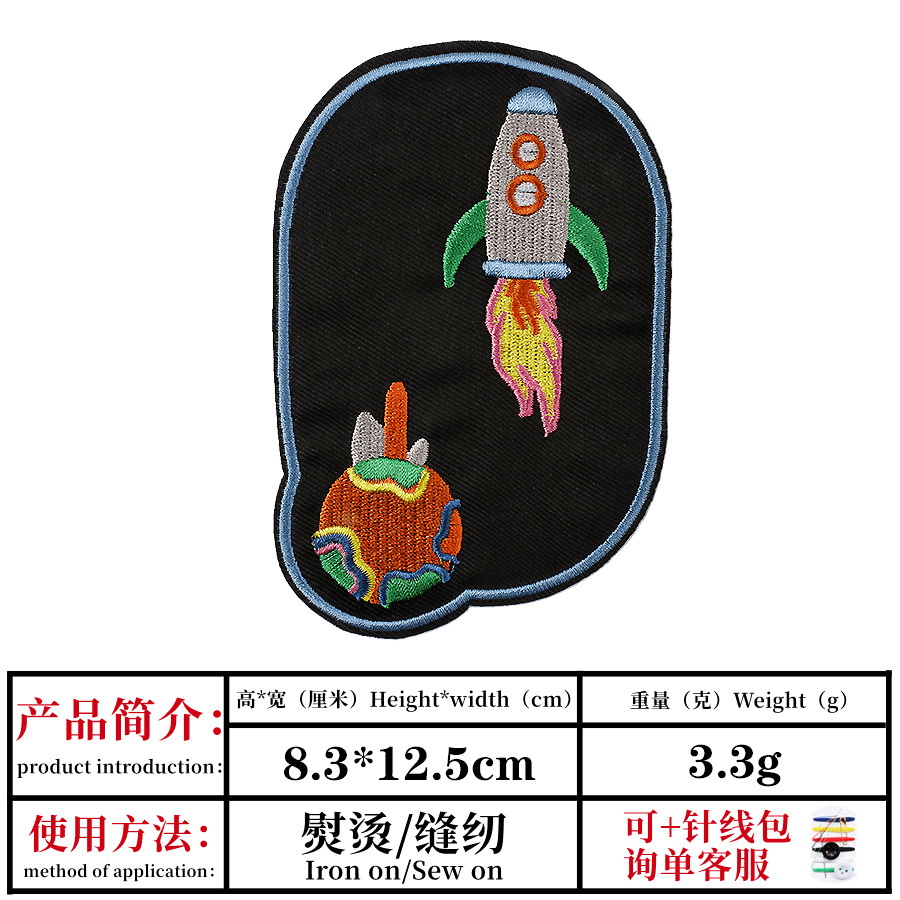 产品简介：
product introduction：
高*宽（厘米）Height*width（cm）
重量（克）Weight（g）
8.3*12.5cm
3.3g
使用方法：
method of application：
熨烫/缝纫
Iron on/Sew on
可+针线包
询单客服